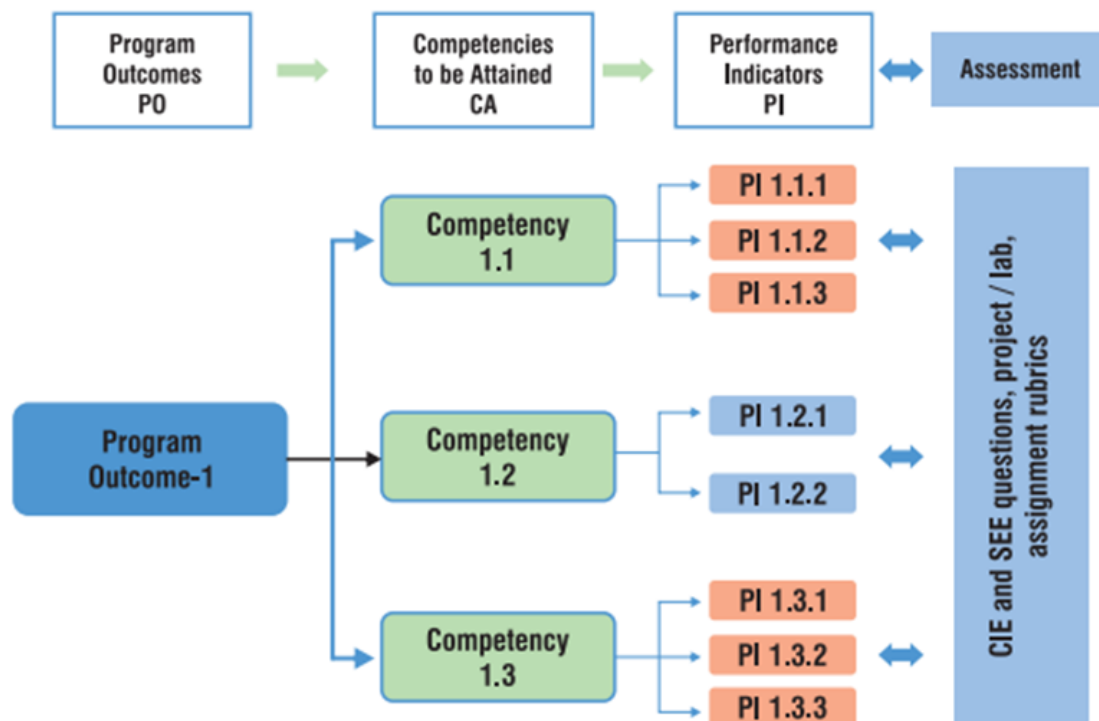 Program
Outcomes
PO
Competencies
to be Attained
CA
Performance
Indicators
PI
Assessment
Program
Outcome-1
Competency
1.1
PI 1.1.1
PI 1.1.2
PI 1.1.3
Competency
1.2
PI 1.2.1
PI 1.2.2
Competency
1.3
PI 1.3.1
PI 1.3.2
PI 1.3.3
CIE and SEE questions, project / lab,
assignment rubrics